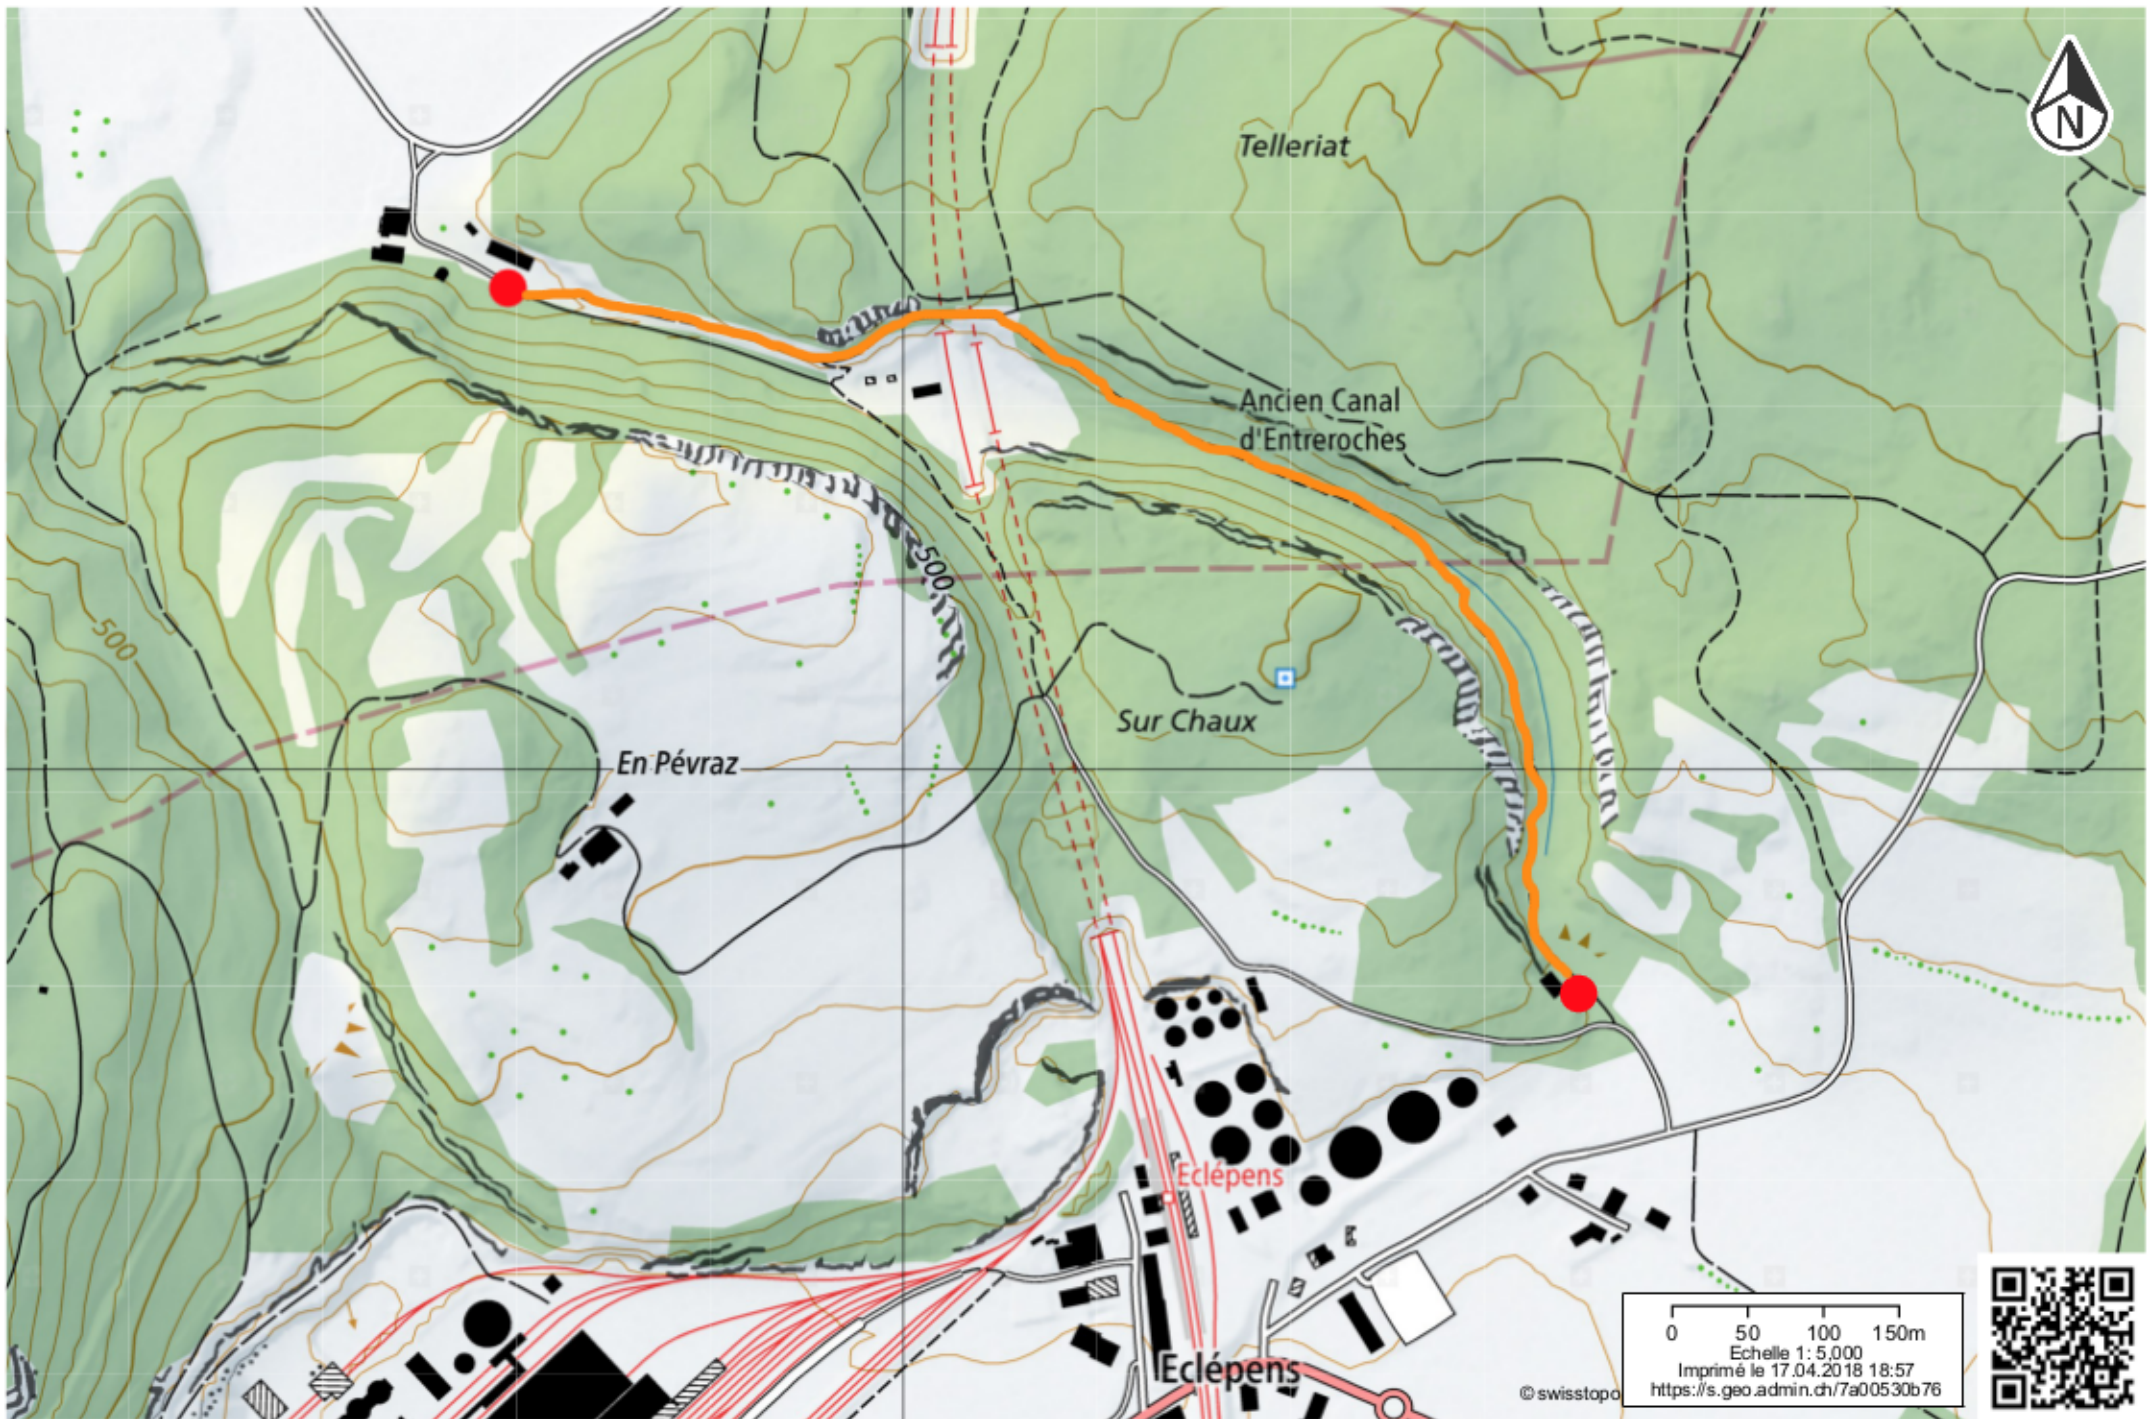 N
Telleriat
Ancien Canal
d'Entreroches
500
500
Sur Chaux
En Pévraz
Eclépens
Eclépens
0 50 100 150m
Echelle 1: 5,000
Imprimé le 17.04.2018 18:57
https://s.geo.admin.ch/7a00530b76
© swisstopo